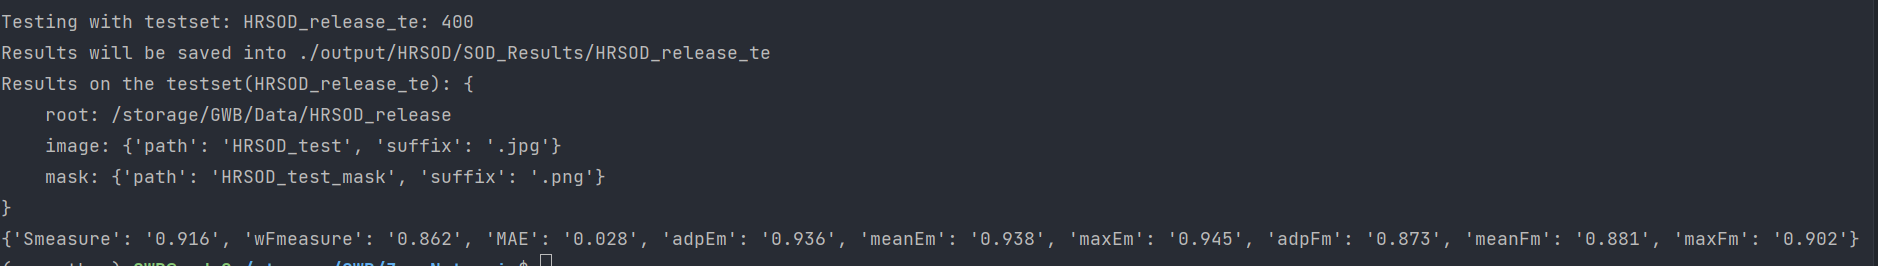 Testing with testset: HRSOD_release_te: 400
Results will be saved into ./output/HRSOD/SOD_Results/HRSOD_release_te
Results on the testset(HRSOD_release_te): {
    root: /storage/GWB/Data/HRSOD_release
    image: {'path': 'HRSOD_test', 'suffix': '.jpg'}
    mask: {'path': 'HRSOD_test_mask', 'suffix': '.png'}
}
{'Smeasure': '0.916', 'wFmeasure': '0.862', 'MAE': '0.028', 'adpEm': '0.936', 'meanEm': '0.938', 'maxEm': '0.945', 'adpFm': '0.873', 'meanFm': '0.881', 'maxFm': '0.902'}